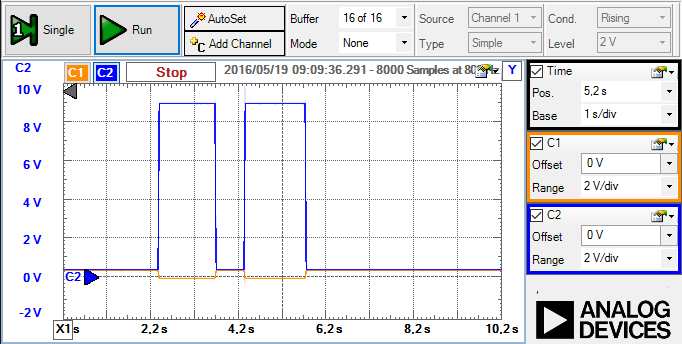 1 Single
Run
AutoSet
Add Channel
Buffer 16 of 16
Mode None
Source Channel 1
Type Simple
Cond. Rising
Level 2 V
C2 C1 C2 Stop 2016/05/19 09:09:36.291 - 8000 Samples at 80 Y
10 V
8 V
6 V
4 V
2 V
0 V C2
-2 V
X1 s 2,2 s 4,2 s 6,2 s 8,2 s 10,2 s
Time
Pos. 5,2 s
Base 1 s/div
C1
Offset 0 V
Range 2 V/div
C2
Offset 0 V
Range 2 V/div
ANALOG
DEVICES